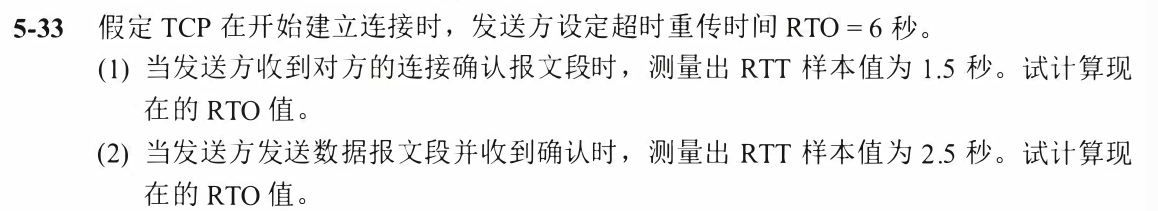 5-33 假定 TCP 在开始建立连接时，发送方设定超时重传时间 RTO = 6 秒。
(1) 当发送方收到对方的连接确认报文段时，测量出 RTT 样本值为 1.5 秒。试计算现
在的 RTO 值。
(2) 当发送方发送数据报文段并收到确认时，测量出 RTT 样本值为 2.5 秒。试计算现
在的 RTO 值。